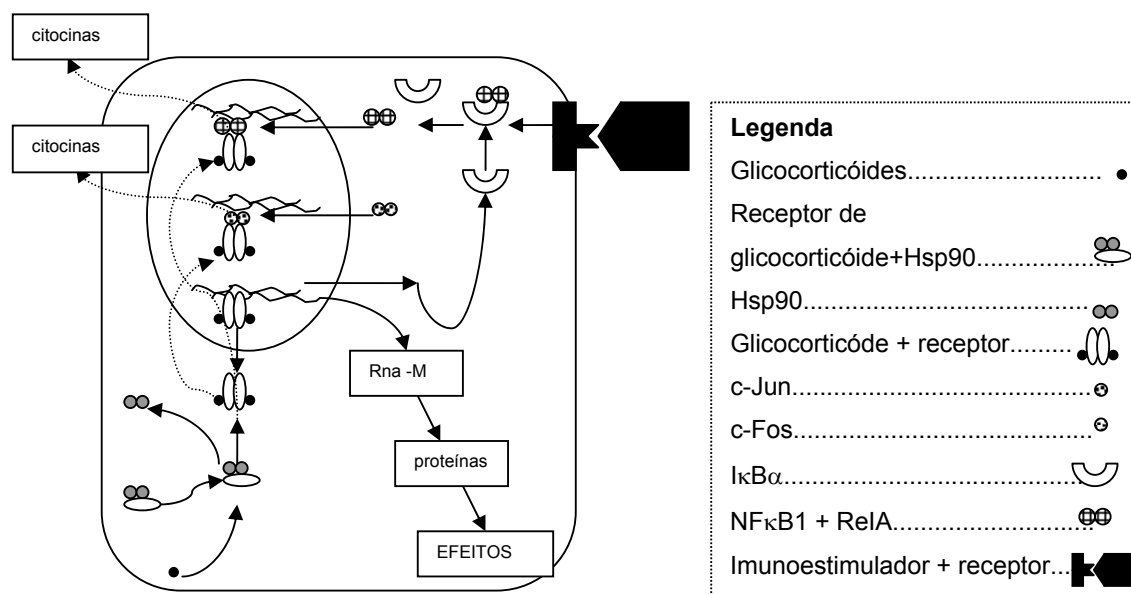 citocinas
citocinas
Rna -M
proteínas
EFEITOS
Legenda
Glicocorticóides............................
Receptor de
glicocorticóide+Hsp90....................
Hsp90...........................................
Glicocorticóde + receptor.......
c-Jun............................................
c-Fos............................................
IκBα..............................................
NFκB1 + RelA............................
Imunoestimulador + receptor...